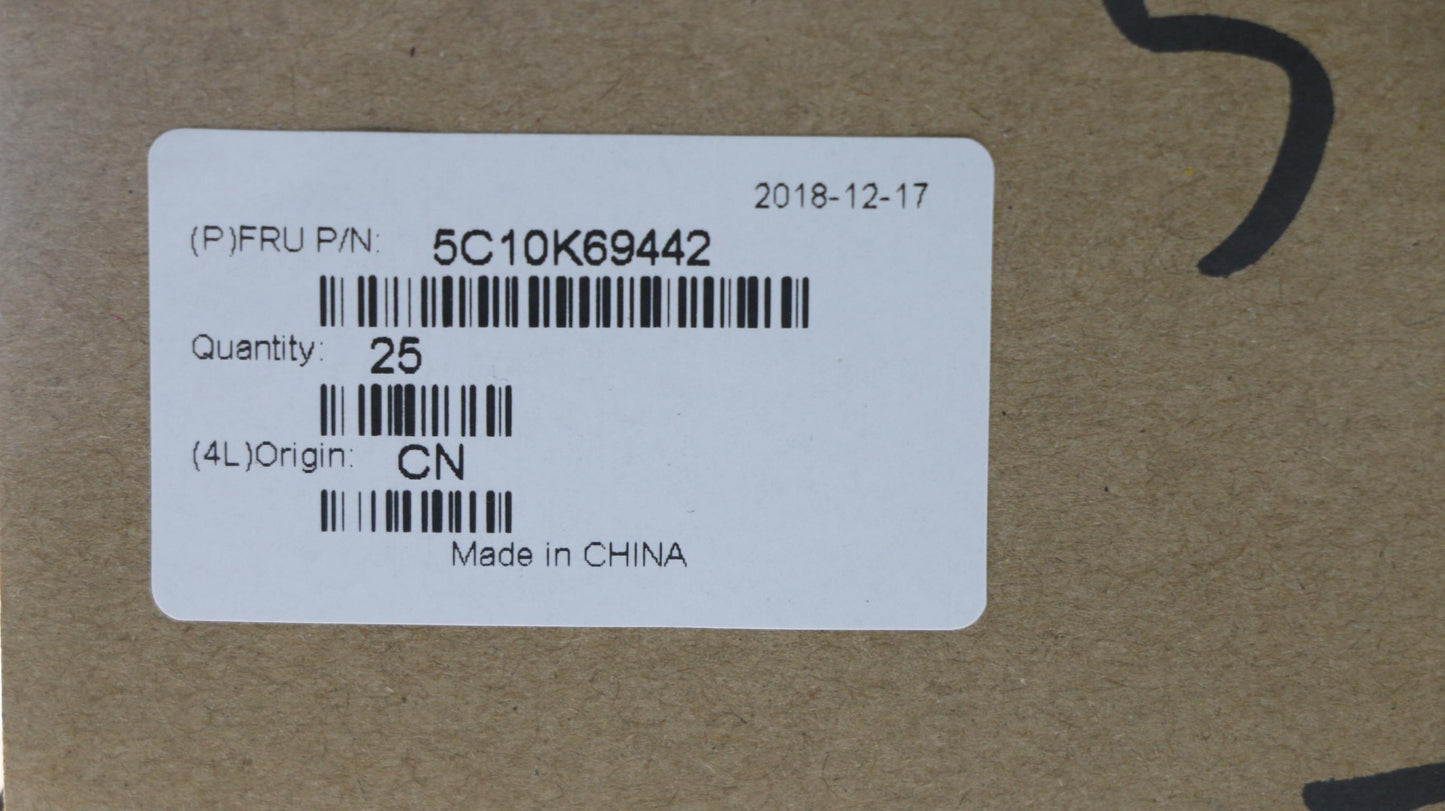 2018-12-17
(P)FRU P/N: 5C10K69442
Quantity: 25
(4L)Origin: CN
Made in CHINA